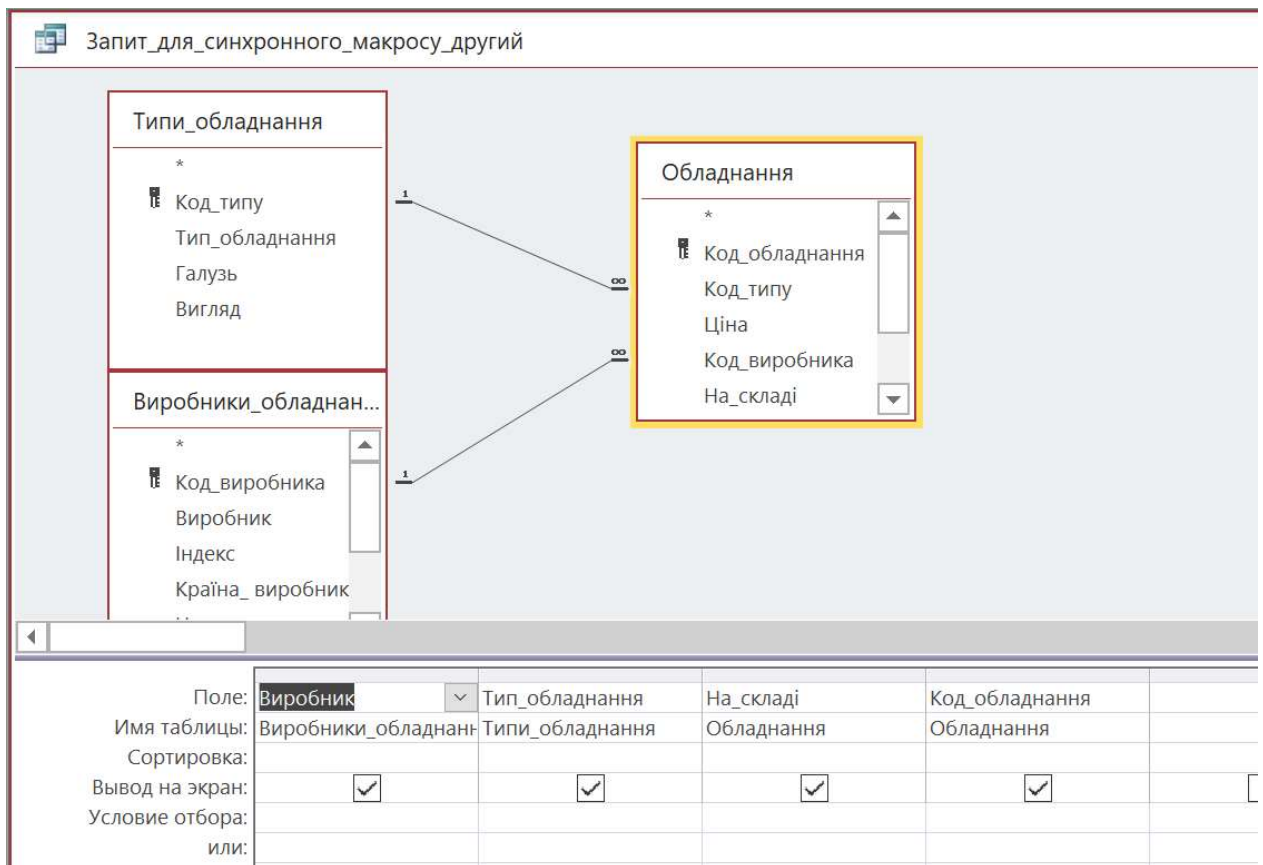 Запит_для_синхронного_макросу_другий
Типи_обладнання
*
Код_типу
Тип_обладнання
Галузь
Вигляд
Обладнання
*
Код_обладнання
Код_типу
Ціна
Код_виробника
На_складі
1
∞
∞
1
Виробники_обладнан...
*
Код_виробника
Виробник
Індекс
Країна_ виробник
Поле: Виробник Тип_обладнання На_складі Код_обладнання
Имя таблицы: Виробники_обладнанн Типи_обладнання Обладнання Обладнання
Сортировка:
Вывод на экран:
Условие отбора:
или: